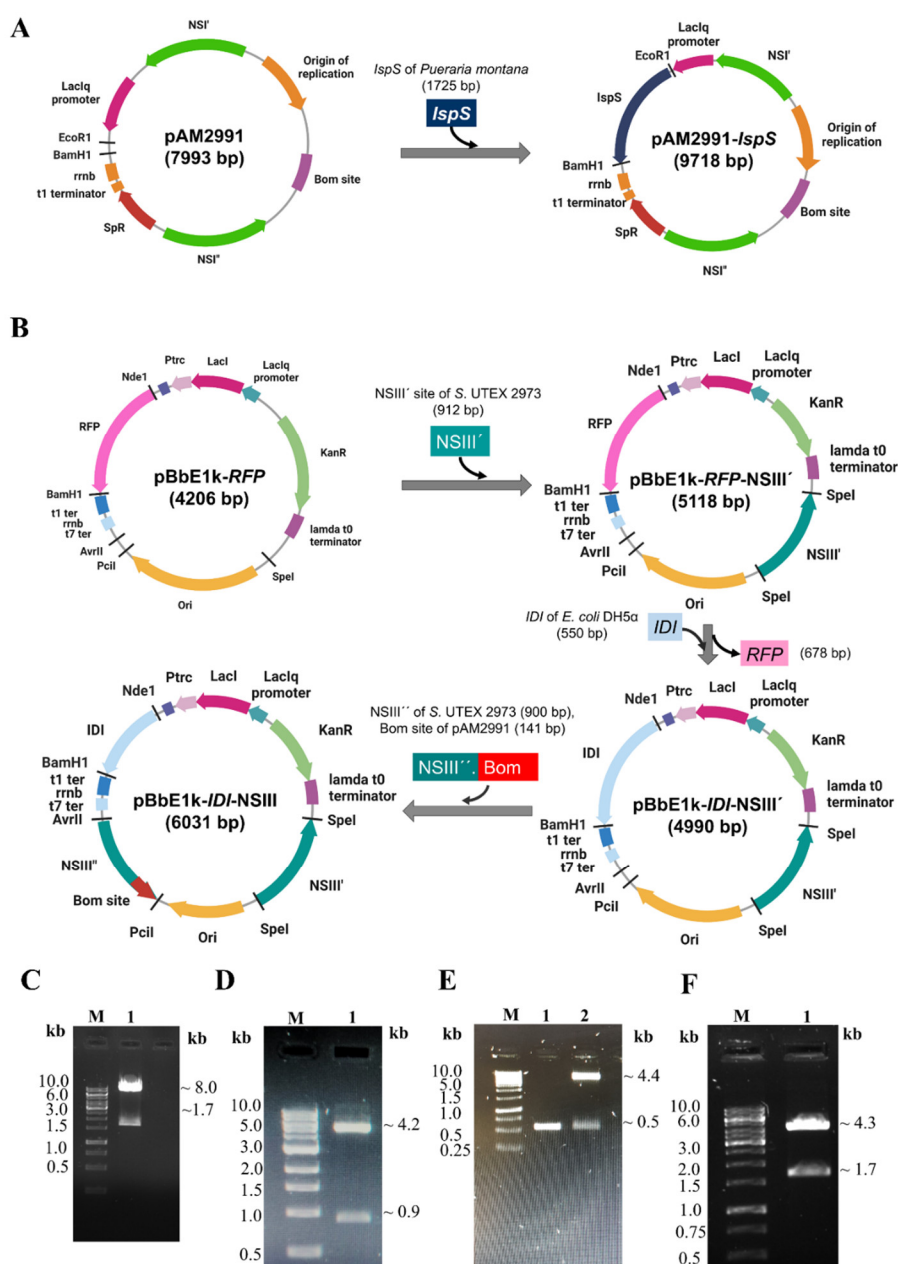 A
NSI'
LacIq
promoter
Origin of
replication
EcoR1
BamH1
rrnb
t1 terminator
SpR
NSI"
Bom site
pAM2991
(7993 bp)
IspS of Pueraria montana
(1725 bp)
IspS
LacIq
promoter
EcoR1
NSI'
IspS
Origin of
replication
pAM2991-IspS
(9718 bp)
BamH1
rrnb
t1 terminator
SpR
Bom site
NSI"
B
Nde1
Ptrc
LacI
LacIq
promoter
RFP
KanR
pBbE1k-RFP
(4206 bp)
BamH1
t1 ter
rrnb
t7 ter
AvrII
PciI
lamda t0
terminator
SpeI
Ori
NSIII´ site of S. UTEX 2973
(912 bp)
NSIII´
Nde1
Ptrc
LacI
LacIq
promoter
RFP
KanR
lamda t0
terminator
pBbE1k-RFP-NSIII´
(5118 bp)
BamH1
t1 ter
rrnb
t7 ter
AvrII
PciI
SpeI
NSIII'
Ori
SpeI
IDI of E. coli DH5α
(550 bp)
IDI
RFP
(678 bp)
Nde1
Ptrc
LacI
LacIq
promoter
IDI
KanR
BamH1
t1 ter
rrnb
t7 ter
AvrII
lamda t0
terminator
pBbE1k-IDI-NSIII
(6031 bp)
SpeI
NSIII"
Bom site
PciI
Ori
SpeI
NSIII'
NSIII´´ of S. UTEX 2973 (900 bp),
Bom site of pAM2991 (141 bp)
NSIII´´. Bom
Nde1
Ptrc
LacI
LacIq
promoter
IDI
KanR
lamda t0
terminator
pBbE1k-IDI-NSIII´
(4990 bp)
BamH1
t1 ter
rrnb
t7 ter
AvrII
PciI
SpeI
NSIII'
Ori
SpeI
C
kb M 1 kb
10.0
6.0
3.0
1.5
1.0
0.5
~ 8.0
~1.7
D
kb M 1 kb
10.0
5.0
3.0
2.0
1.5
1.0
0.5
~4.2
~ 0.9
E
kb M 1 2 kb
10.0
5.0
1.5
1.0
0.5
0.25
~4.4
~0.5
F
kb M 1 kb
10.0
6.0
3.0
2.0
1.5
1.0
0.75
0.5
~ 4.3
~ 1.7